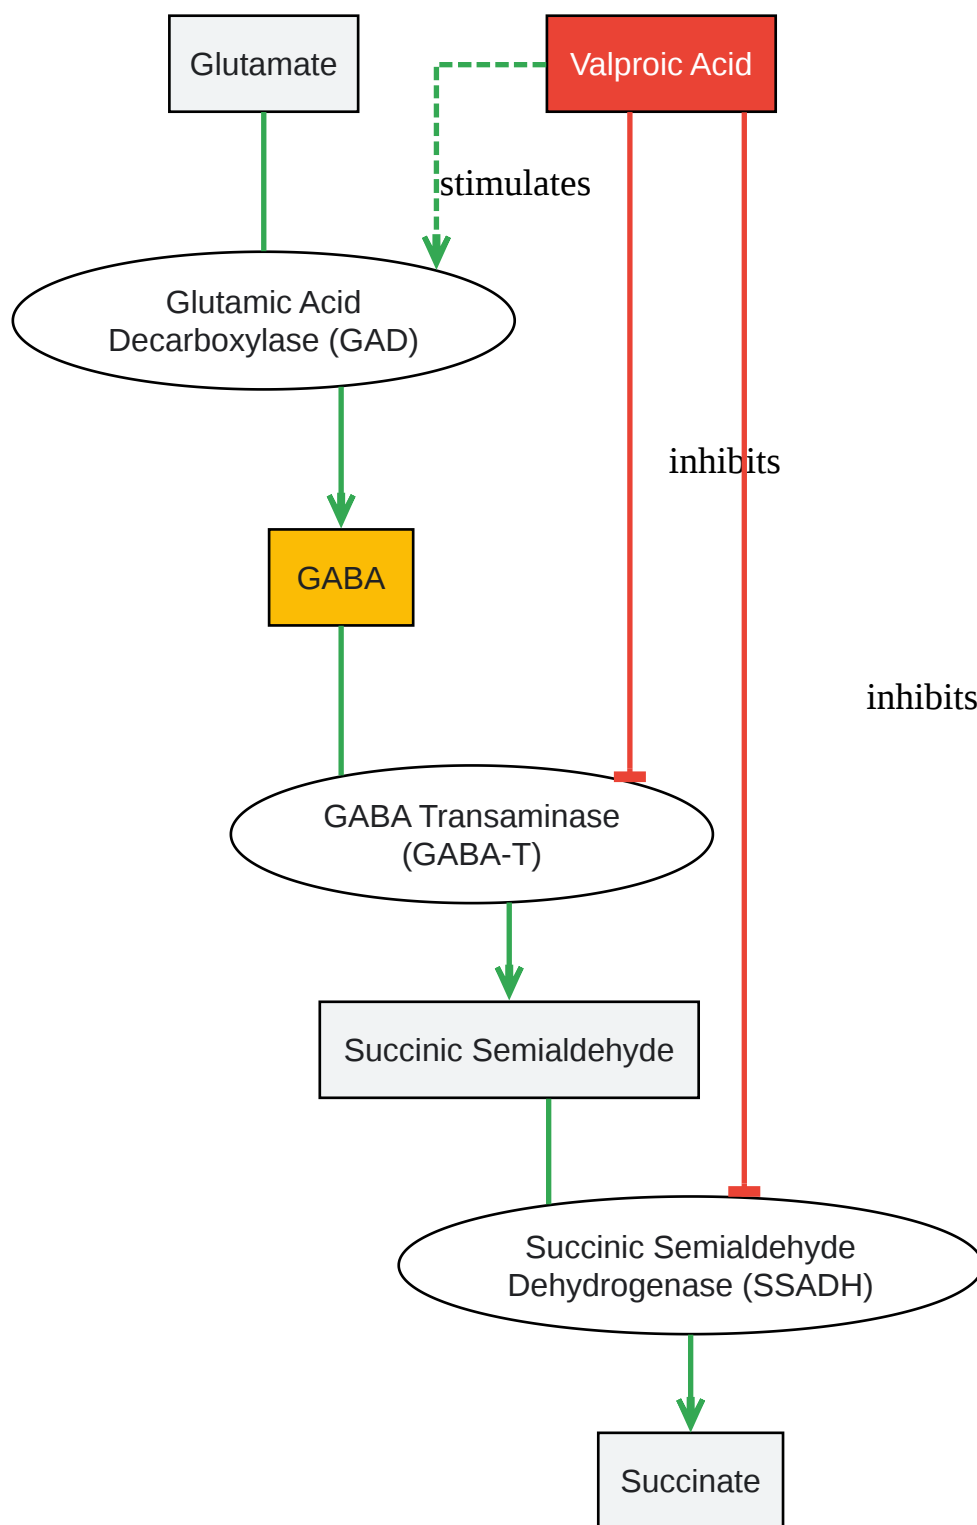 Glutamate
Valproic Acid
stimulates
Glutamic Acid
Decarboxylase (GAD)
inhibits
GABA
inhibits
GABA Transaminase
(GABA-T)
Succinic Semialdehyde
Succinic Semialdehyde
Dehydrogenase (SSADH)
Succinate